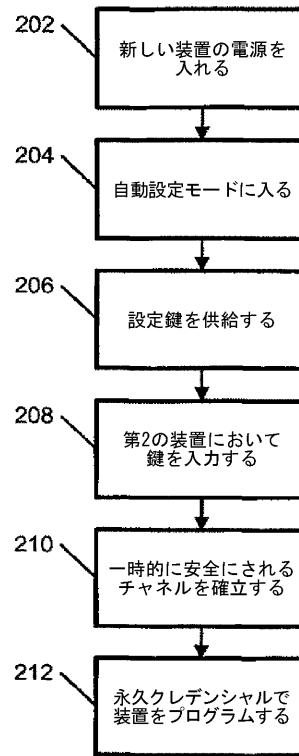 202
新しい装置の電源を
入れる
204
自動設定モードに入る
206
設定鍵を供給する
208
第2の装置において
鍵を入力する
210
一時的に安全にされる
チャネルを確立する
212
永久クレデンシャルで
装置をプログラムする